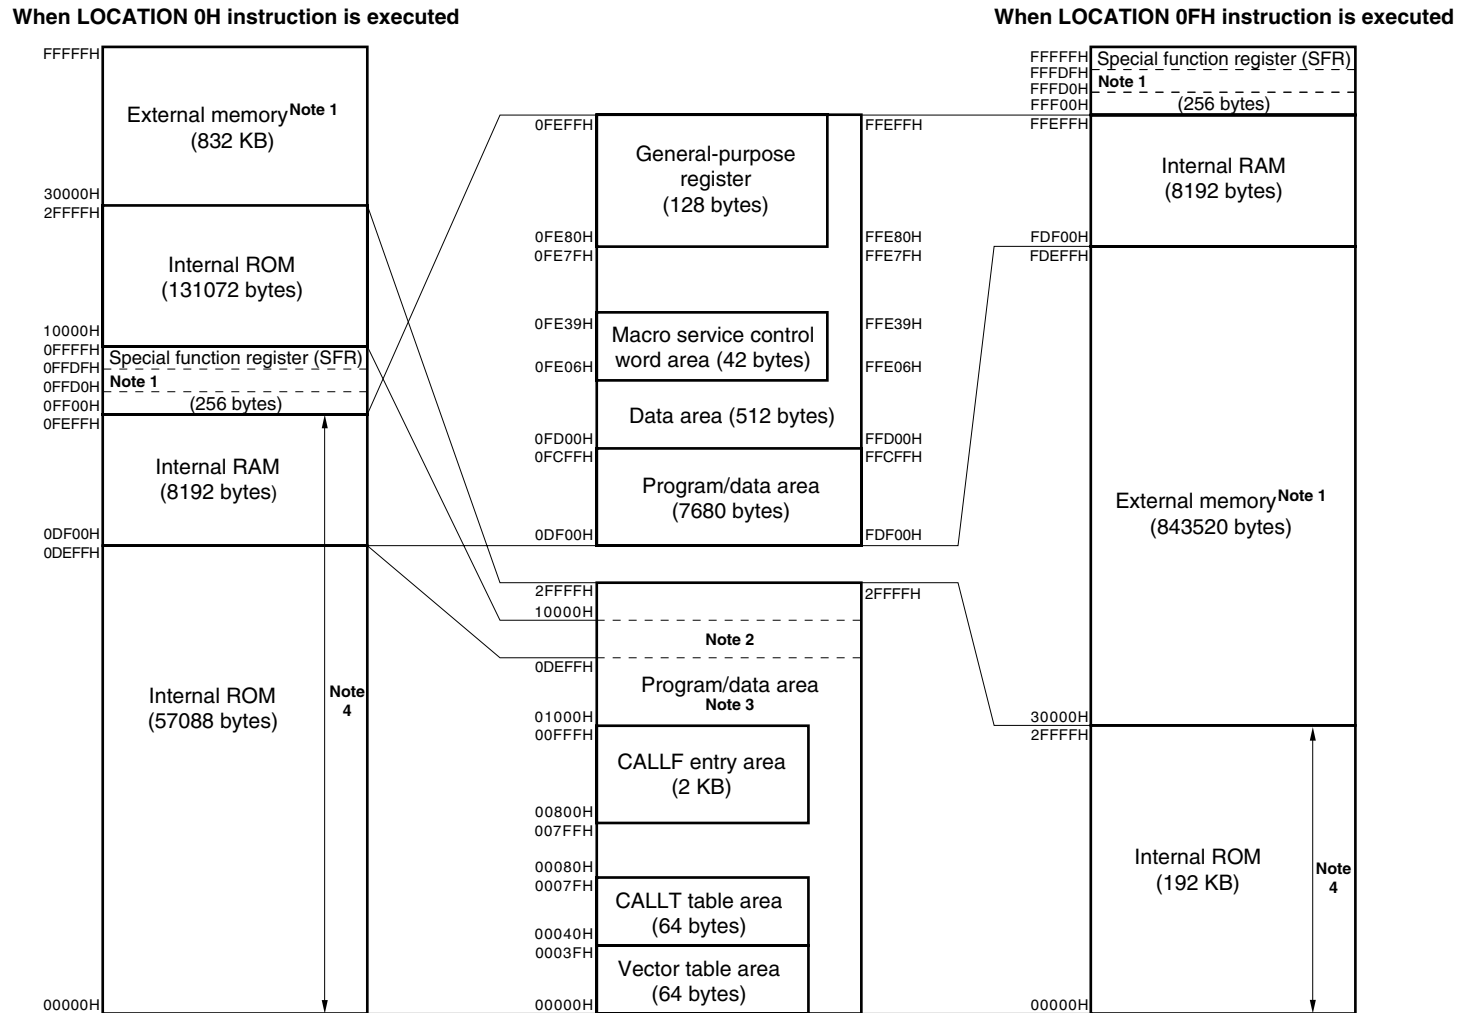 When LOCATION 0H instruction is executed
When LOCATION 0FH instruction is executed
FFFFFH
External memory Note 1
(832 KB)
30000H
2FFFFH
Internal ROM
(131072 bytes)
10000H
0FFFFH
Special function register (SFR)
0FFDFH
Note 1
0FFD0H
(256 bytes)
0FF00H
0FEFFH
Internal RAM
(8192 bytes)
0DF00H
0DEFFH
Internal ROM
(57088 bytes)
Note
4
00000H
0FEFFH
FFEFFH
General-purpose
register
(128 bytes)
0FE80H
FFE80H
0FE7FH
FFE7FH
0FE39H
FFE39H
Macro service control
word area (42 bytes)
0FE06H
FFE06H
Data area (512 bytes)
0FD00H
FFD00H
0FCFFH
FFCFFH
Program/data area
(7680 bytes)
0DF00H
FDF00H
2FFFFH
2FFFFH
10000H
Note 2
0DEFFH
Program/data area
Note 3
01000H
00FFFH
CALLF entry area
(2 KB)
00800H
007FFH
00080H
0007FH
CALLT table area
(64 bytes)
00040H
0003FH
Vector table area
(64 bytes)
00000H
FFFFFH
Special function register (SFR)
FFFDFH
Note 1
FFFD0H
FFF00H
(256 bytes)
FFEFFH
Internal RAM
(8192 bytes)
FDF00H
FDEFFH
External memory Note 1
(843520 bytes)
30000H
2FFFFH
Internal ROM
(192 KB)
Note
4
00000H